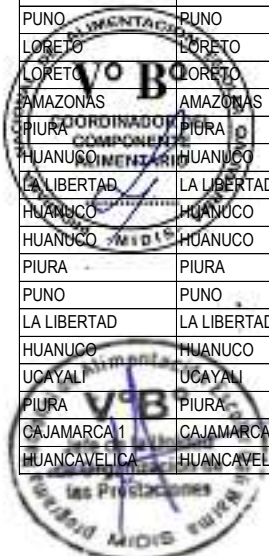 PUNO PUNO
LORETO LORETO
LORETO LORETO
AMAZONAS AMAZONAS
PIURA PIURA
HUANUCO HUANUCO
LA LIBERTAD LA LIBERTAD
HUANUCO HUANUCO
HUANUCO HUANUCO
PIURA PIURA
PUNO PUNO
LA LIBERTAD LA LIBERTAD
HUANUCO HUANUCO
UCAYALI UCAYALI
PIURA PIURA
CAJAMARCA 1 CAJAMARCA
HUANCAVELICA HUANCAVEL
V° B°
COORDINADOR DEL
COMPONENTE
ALIMENTARIO
MIDIS
V° B°
las Prestaciones
MIDIS